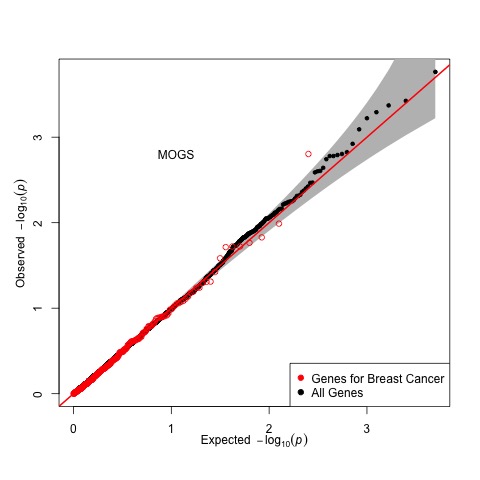 MOGS
Observed −log₁₀(p)
3
2
1
0
0 1 2 3
Expected −log₁₀(p)
Genes for Breast Cancer
All Genes